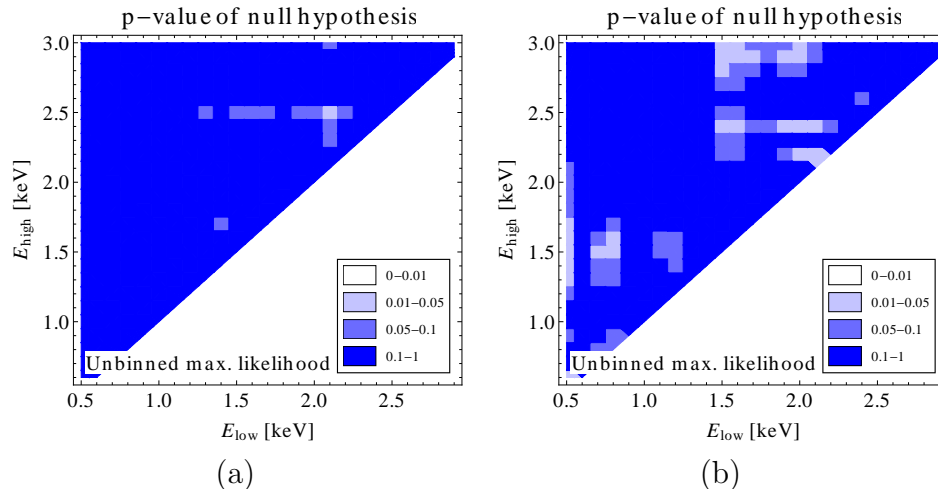 p-value of null hypothesis
3.0
2.5
2.0
1.5
1.0
E_high [keV]
0-0.01
0.01-0.05
0.05-0.1
0.1-1
Unbinned max. likelihood
0.5 1.0 1.5 2.0 2.5
E_low [keV]
(a)
p-value of null hypothesis
3.0
2.5
2.0
1.5
1.0
E_high [keV]
0-0.01
0.01-0.05
0.05-0.1
0.1-1
Unbinned max. likelihood
0.5 1.0 1.5 2.0 2.5
E_low [keV]
(b)